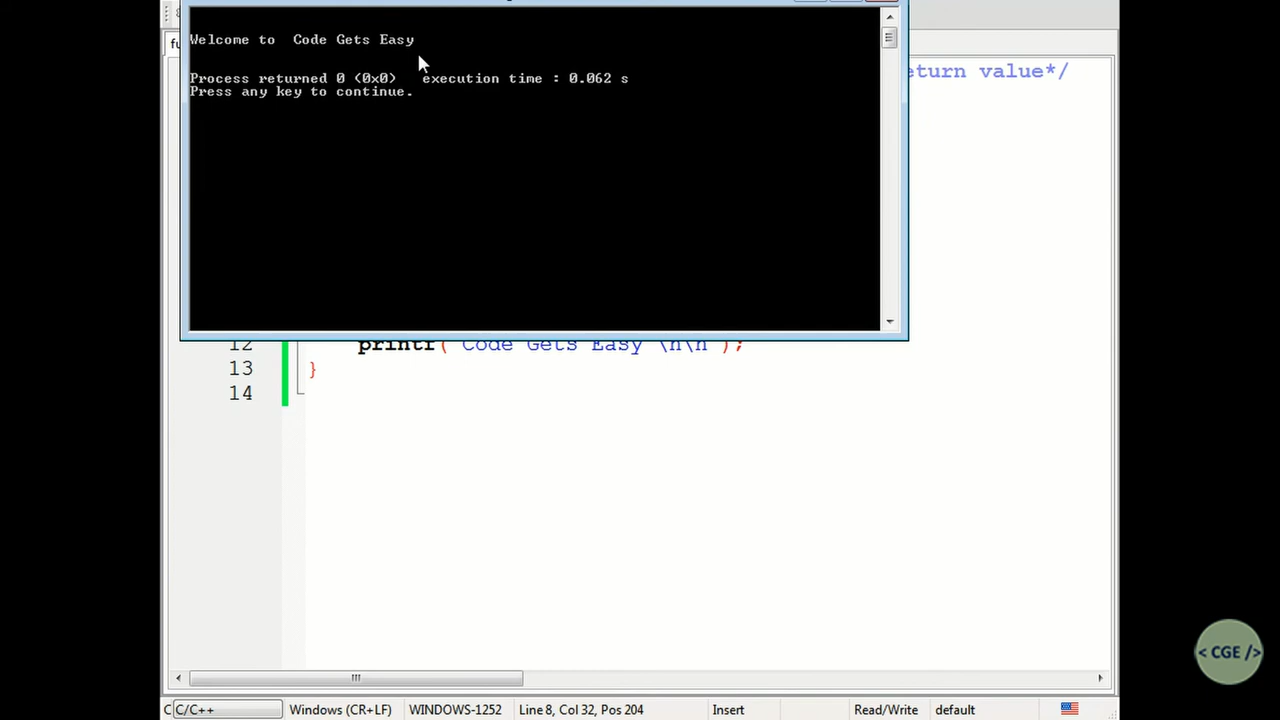 Welcome to  Code Gets Easy
Process returned 0 (0x0)   execution time : 0.062 s
Press any key to continue.
eturn value*/
12 printf( Code Gets Easy \n\n );
13 }
14
C/C++ Windows (CR+LF) WINDOWS-1252 Line 8, Col 32, Pos 204 Insert Read/Write default
< CGE />